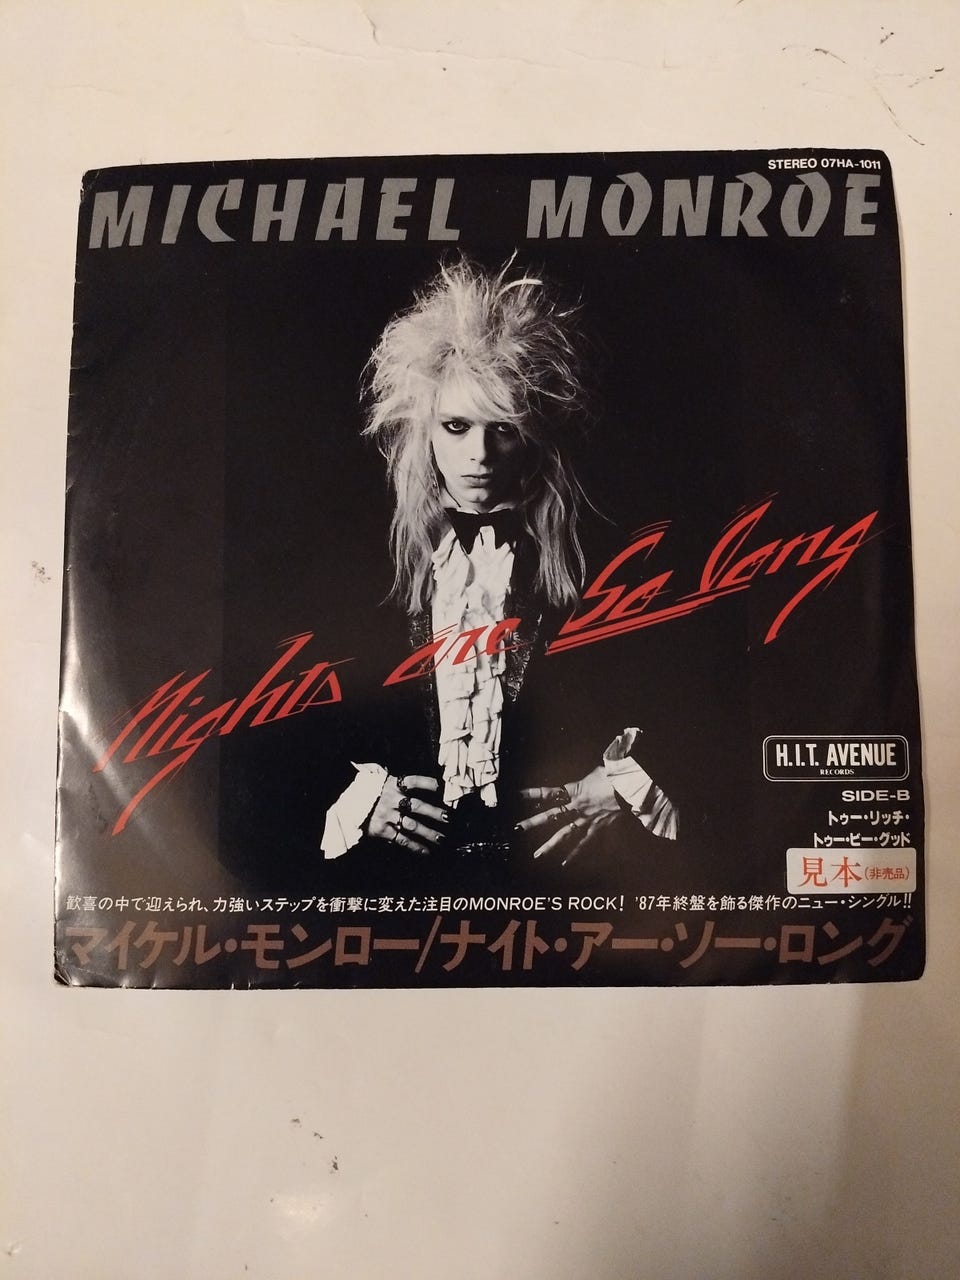 STEREO 07HA-1011
MICHAEL MONROE
Nights are So Long
H.I.T. AVENUE
RECORDS
SIDE-B
トゥー・リッチ・
トゥー・ビー・グッド
見本(非売品)
歓喜の中で迎えられ、力強いステップを衝撃に変えた注目のMONROE'S ROCK! '87年終盤を飾る傑作のニュー・シングル!!
マイケル・モンロー/ナイト・アー・ソー・ロング